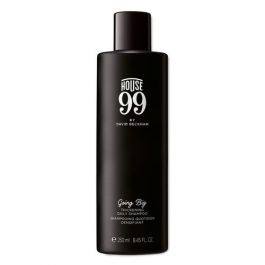 HOUSE
99
BY
DAVID BECKHAM
Going Big
THICKENING
DAILY SHAMPOO
SHAMPOOING QUOTIDIEN
DENSIFIANT
℮ 250 ml 8.45 FL. OZ.